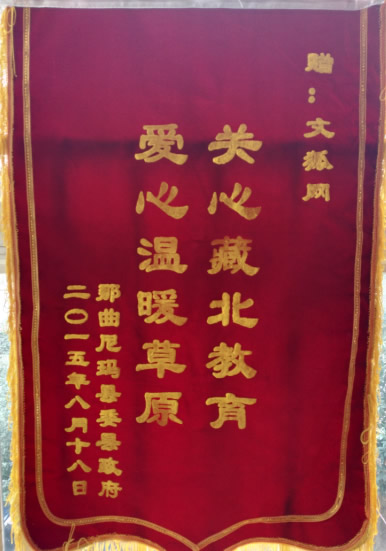 赠：文狐网
关心藏北教育
爱心温暖草原
那曲尼玛县委县政府
二〇一五年八月十八日